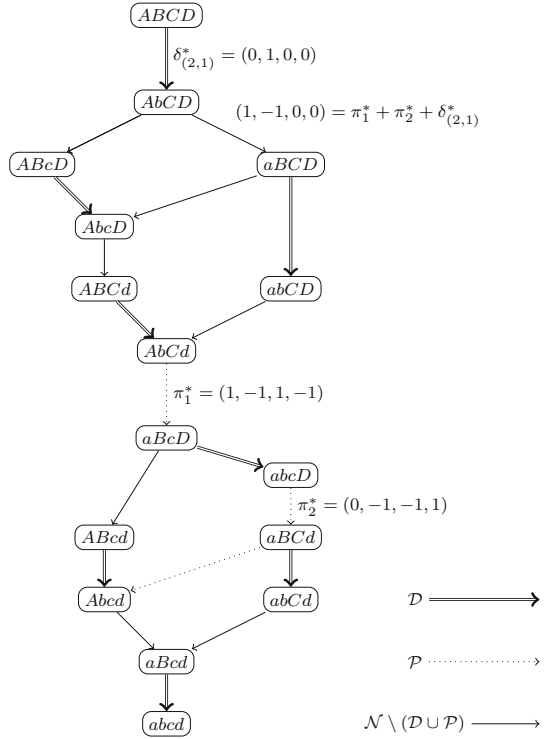 ABCD
δ*_{(2,1)} = (0, 1, 0, 0)
AbCD
(1, −1, 0, 0) = π*_1 + π*_2 + δ*_{(2,1)}
ABcD aBCD
AbcD
ABCd abCD
AbCd
π*_1 = (1, −1, 1, −1)
aBcD
abcD
π*_2 = (0, −1, −1, 1)
ABcd aBCd
Abcd abCd
𝒟
aBcd
𝒫
abcd
𝒩 \ (𝒟 ∪ 𝒫)